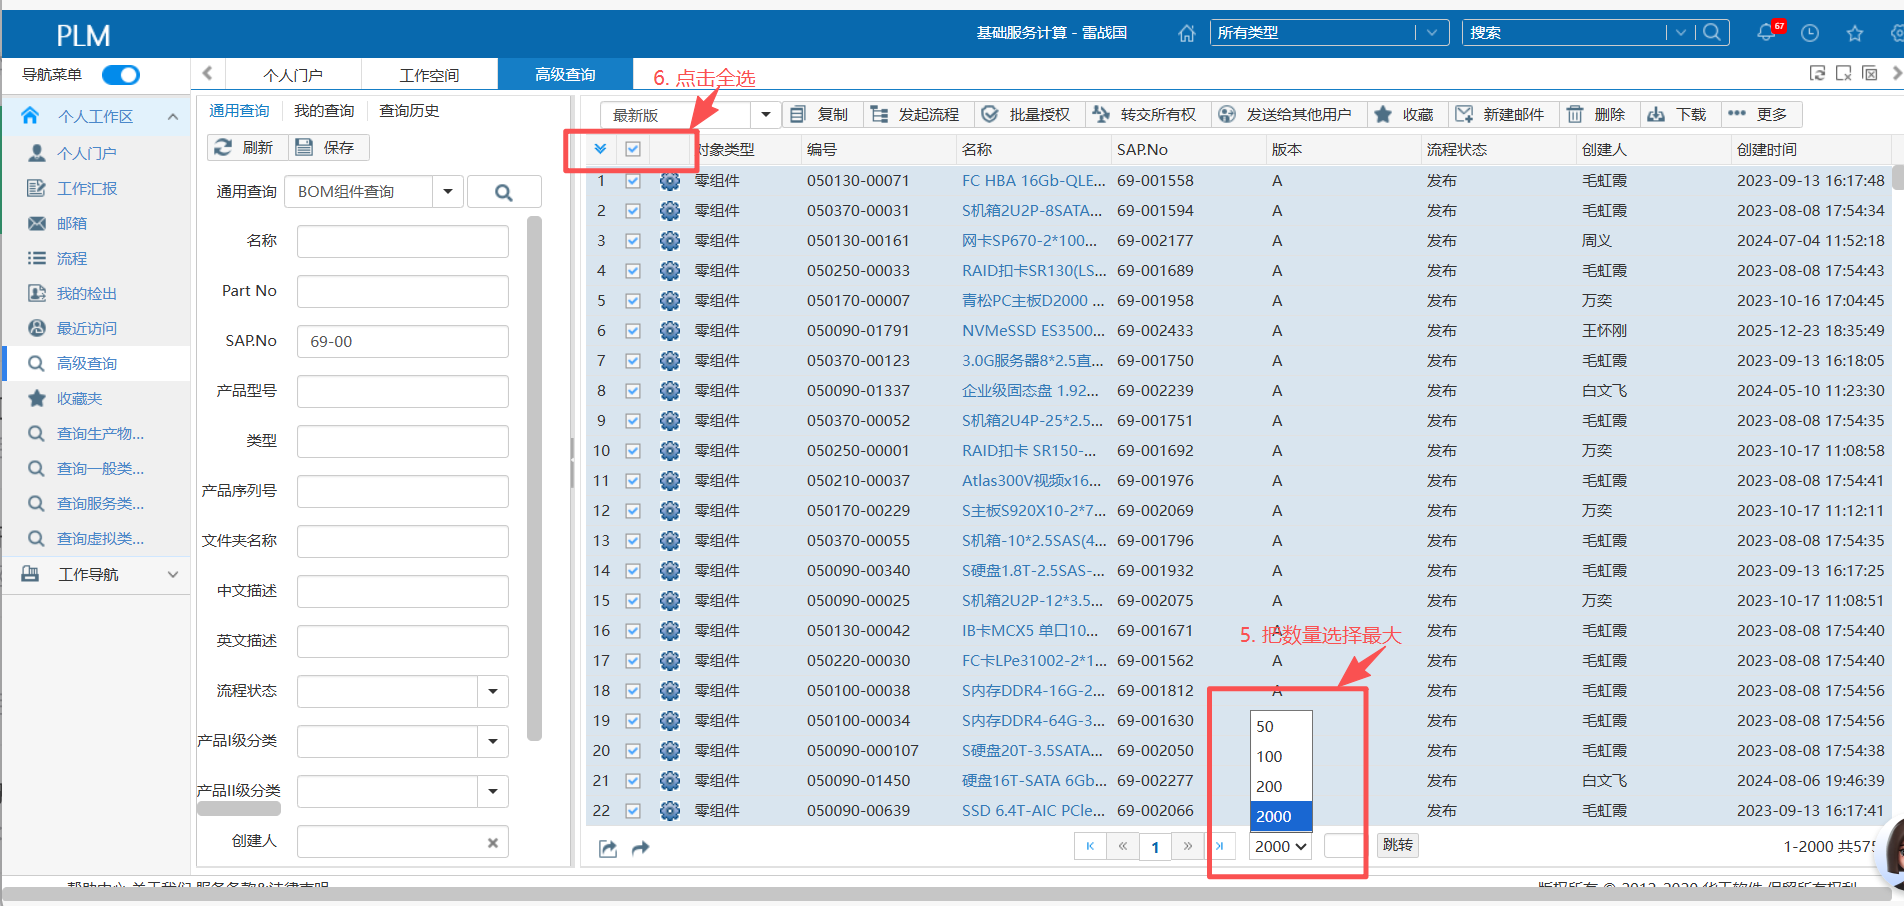 PLM
基础服务计算 - 雷战国
所有类型
搜索
67
导航菜单
个人门户
工作空间
高级查询
6. 点击全选
个人工作区
个人门户
工作汇报
邮箱
流程
我的检出
最近访问
高级查询
收藏夹
查询生产物...
查询一般类...
查询服务类...
查询虚拟类...
工作导航
通用查询 我的查询 查询历史
刷新 保存
通用查询 BOM组件查询
名称
Part No
SAP.No 69-00
产品型号
类型
产品序列号
文件夹名称
中文描述
英文描述
流程状态
产品I级分类
产品II级分类
创建人
最新版 复制 发起流程 批量授权 转交所有权 发送给其他用户 收藏 新建邮件 删除 下载 更多
对象类型 编号 名称 SAP.No 版本 流程状态 创建人 创建时间
1 零组件 050130-00071 FC HBA 16Gb-QLE... 69-001558 A 发布 毛虹霞 2023-09-13 16:17:48
2 零组件 050370-00031 S机箱2U2P-8SATA... 69-001594 A 发布 毛虹霞 2023-08-08 17:54:34
3 零组件 050130-00161 网卡SP670-2*100... 69-002177 A 发布 周义 2024-07-04 11:52:18
4 零组件 050250-00033 RAID扣卡SR130(LS... 69-001689 A 发布 毛虹霞 2023-08-08 17:54:43
5 零组件 050170-00007 青松PC主板D2000 ... 69-001958 A 发布 万奕 2023-10-16 17:04:45
6 零组件 050090-01791 NVMeSSD ES3500... 69-002433 A 发布 王怀刚 2025-12-23 18:35:49
7 零组件 050370-00123 3.0G服务器8*2.5直... 69-001750 A 发布 毛虹霞 2023-09-13 16:18:05
8 零组件 050090-01337 企业级固态盘 1.92... 69-002239 A 发布 白文飞 2024-05-10 11:23:30
9 零组件 050370-00052 S机箱2U4P-25*2.5... 69-001751 A 发布 毛虹霞 2023-08-08 17:54:35
10 零组件 050250-00001 RAID扣卡 SR150-... 69-001692 A 发布 万奕 2023-10-17 11:08:58
11 零组件 050210-00037 Atlas300V视频x16... 69-001976 A 发布 毛虹霞 2023-08-08 17:54:41
12 零组件 050170-00229 S主板S920X10-2*7... 69-002069 A 发布 万奕 2023-10-17 11:12:11
13 零组件 050370-00055 S机箱-10*2.5SAS(4... 69-001796 A 发布 毛虹霞 2023-08-08 17:54:35
14 零组件 050090-00340 S硬盘1.8T-2.5SAS-... 69-001932 A 发布 毛虹霞 2023-09-13 16:17:25
15 零组件 050090-00025 S机箱2U2P-12*3.5... 69-002075 A 发布 万奕 2023-10-17 11:08:51
16 零组件 050130-00042 IB卡MCX5 单口10... 69-001671 A 发布 毛虹霞 2023-08-08 17:54:40
5. 把数量选择最大
17 零组件 050220-00030 FC卡LPe31002-2*1... 69-001562 A 发布 毛虹霞 2023-08-08 17:54:40
18 零组件 050100-00038 S内存DDR4-16G-2... 69-001812 A 发布 毛虹霞 2023-08-08 17:54:56
19 零组件 050100-00034 S内存DDR4-64G-3... 69-001630 发布 毛虹霞 2023-08-08 17:54:56
20 零组件 050090-000107 S硬盘20T-3.5SATA... 69-002050 发布 毛虹霞 2023-08-08 17:54:38
21 零组件 050090-01450 硬盘16T-SATA 6Gb... 69-002277 发布 白文飞 2024-08-06 19:46:39
22 零组件 050090-00639 SSD 6.4T-AIC PCle... 69-002066 发布 毛虹霞 2023-09-13 16:17:41
50
100
200
2000
1 2000 跳转 1-2000 共575